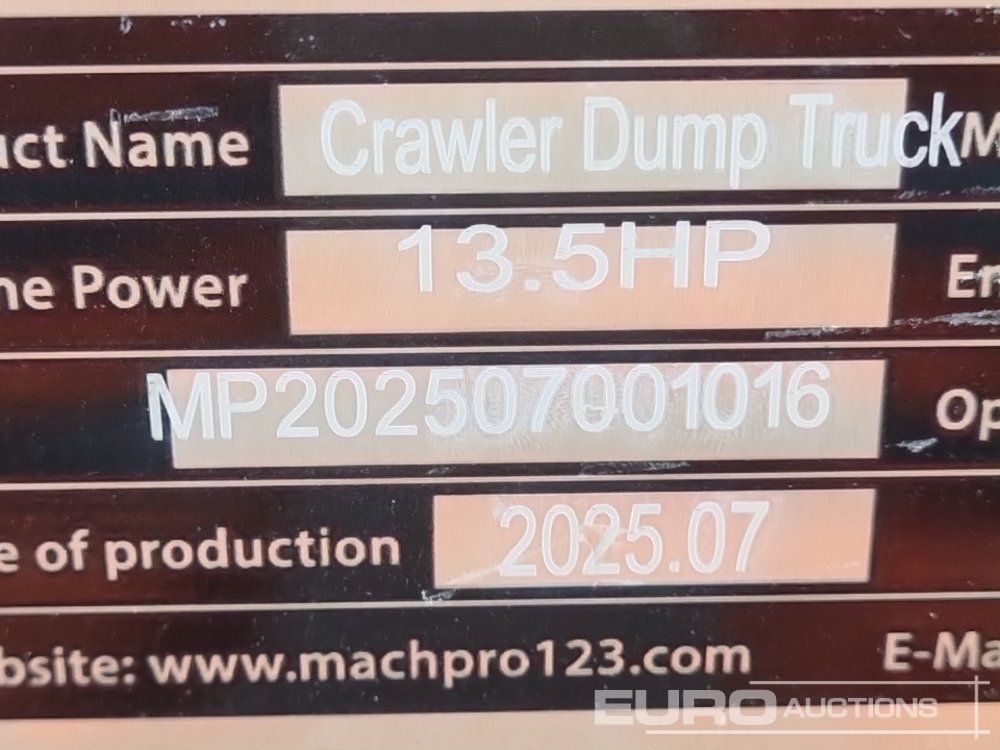 uct Name Crawler Dump Truck M
ne Power 13.5HP En
MP202507001016 Op
e of production 2025.07
bsite: www.machpro123.com E-Ma
EURO AUCTIONS